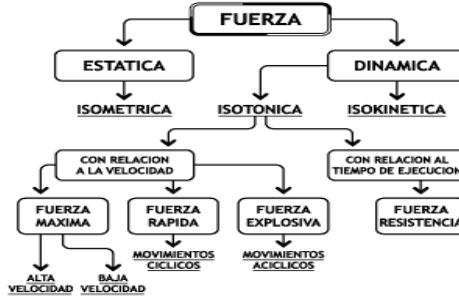 FUERZA
ESTATICA
DINAMICA
ISOMETRICA
ISOTONICA
ISOKINETICA
CON RELACION
A LA VELOCIDAD
CON RELACION AL
TIEMPO DE EJECUCION
FUERZA
MAXIMA
FUERZA
RAPIDA
FUERZA
EXPLOSIVA
FUERZA
RESISTENCIA
MOVIMIENTOS
CICLICOS
MOVIMIENTOS
ACICLICOS
ALTA
VELOCIDAD
BAJA
VELOCIDAD